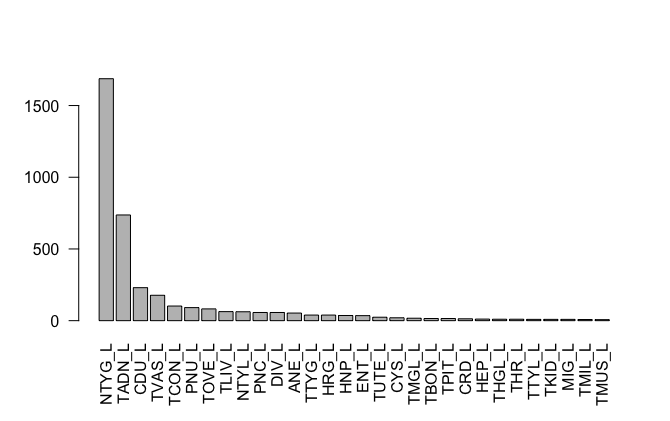 1500
1000
500
0
NTYG_L
TADN_L
CDU_L
TVAS_L
TCON_L
PNU_L
TOVE_L
TLIV_L
NTYL_L
PNC_L
DIV_L
ANE_L
TTYG_L
HRG_L
HNP_L
ENT_L
TUTE_L
CYS_L
TMGL_L
TBON_L
TPIT_L
CRD_L
HEP_L
THGL_L
THR_L
TTYL_L
TKID_L
MIG_L
TMIL_L
TMUS_L